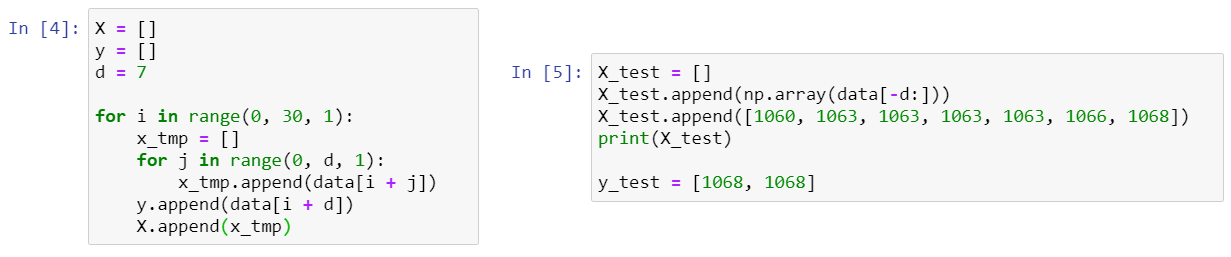 In [4]: X = []
y = []
d = 7
for i in range(0, 30, 1):
    x_tmp = []
    for j in range(0, d, 1):
        x_tmp.append(data[i + j])
    y.append(data[i + d])
    X.append(x_tmp)
In [5]: X_test = []
X_test.append(np.array(data[-d:]))
X_test.append([1060, 1063, 1063, 1063, 1063, 1066, 1068])
print(X_test)
y_test = [1068, 1068]